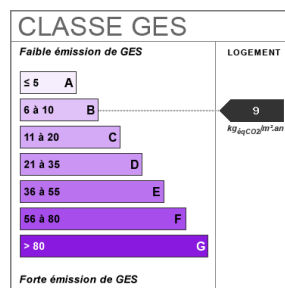 CLASSE GES
Faible émission de GES
LOGEMENT
≤ 5 A
6 à 10 B
9
kgéqCO2/m².an
11 à 20 C
21 à 35 D
36 à 55 E
56 à 80 F
> 80 G
Forte émission de GES